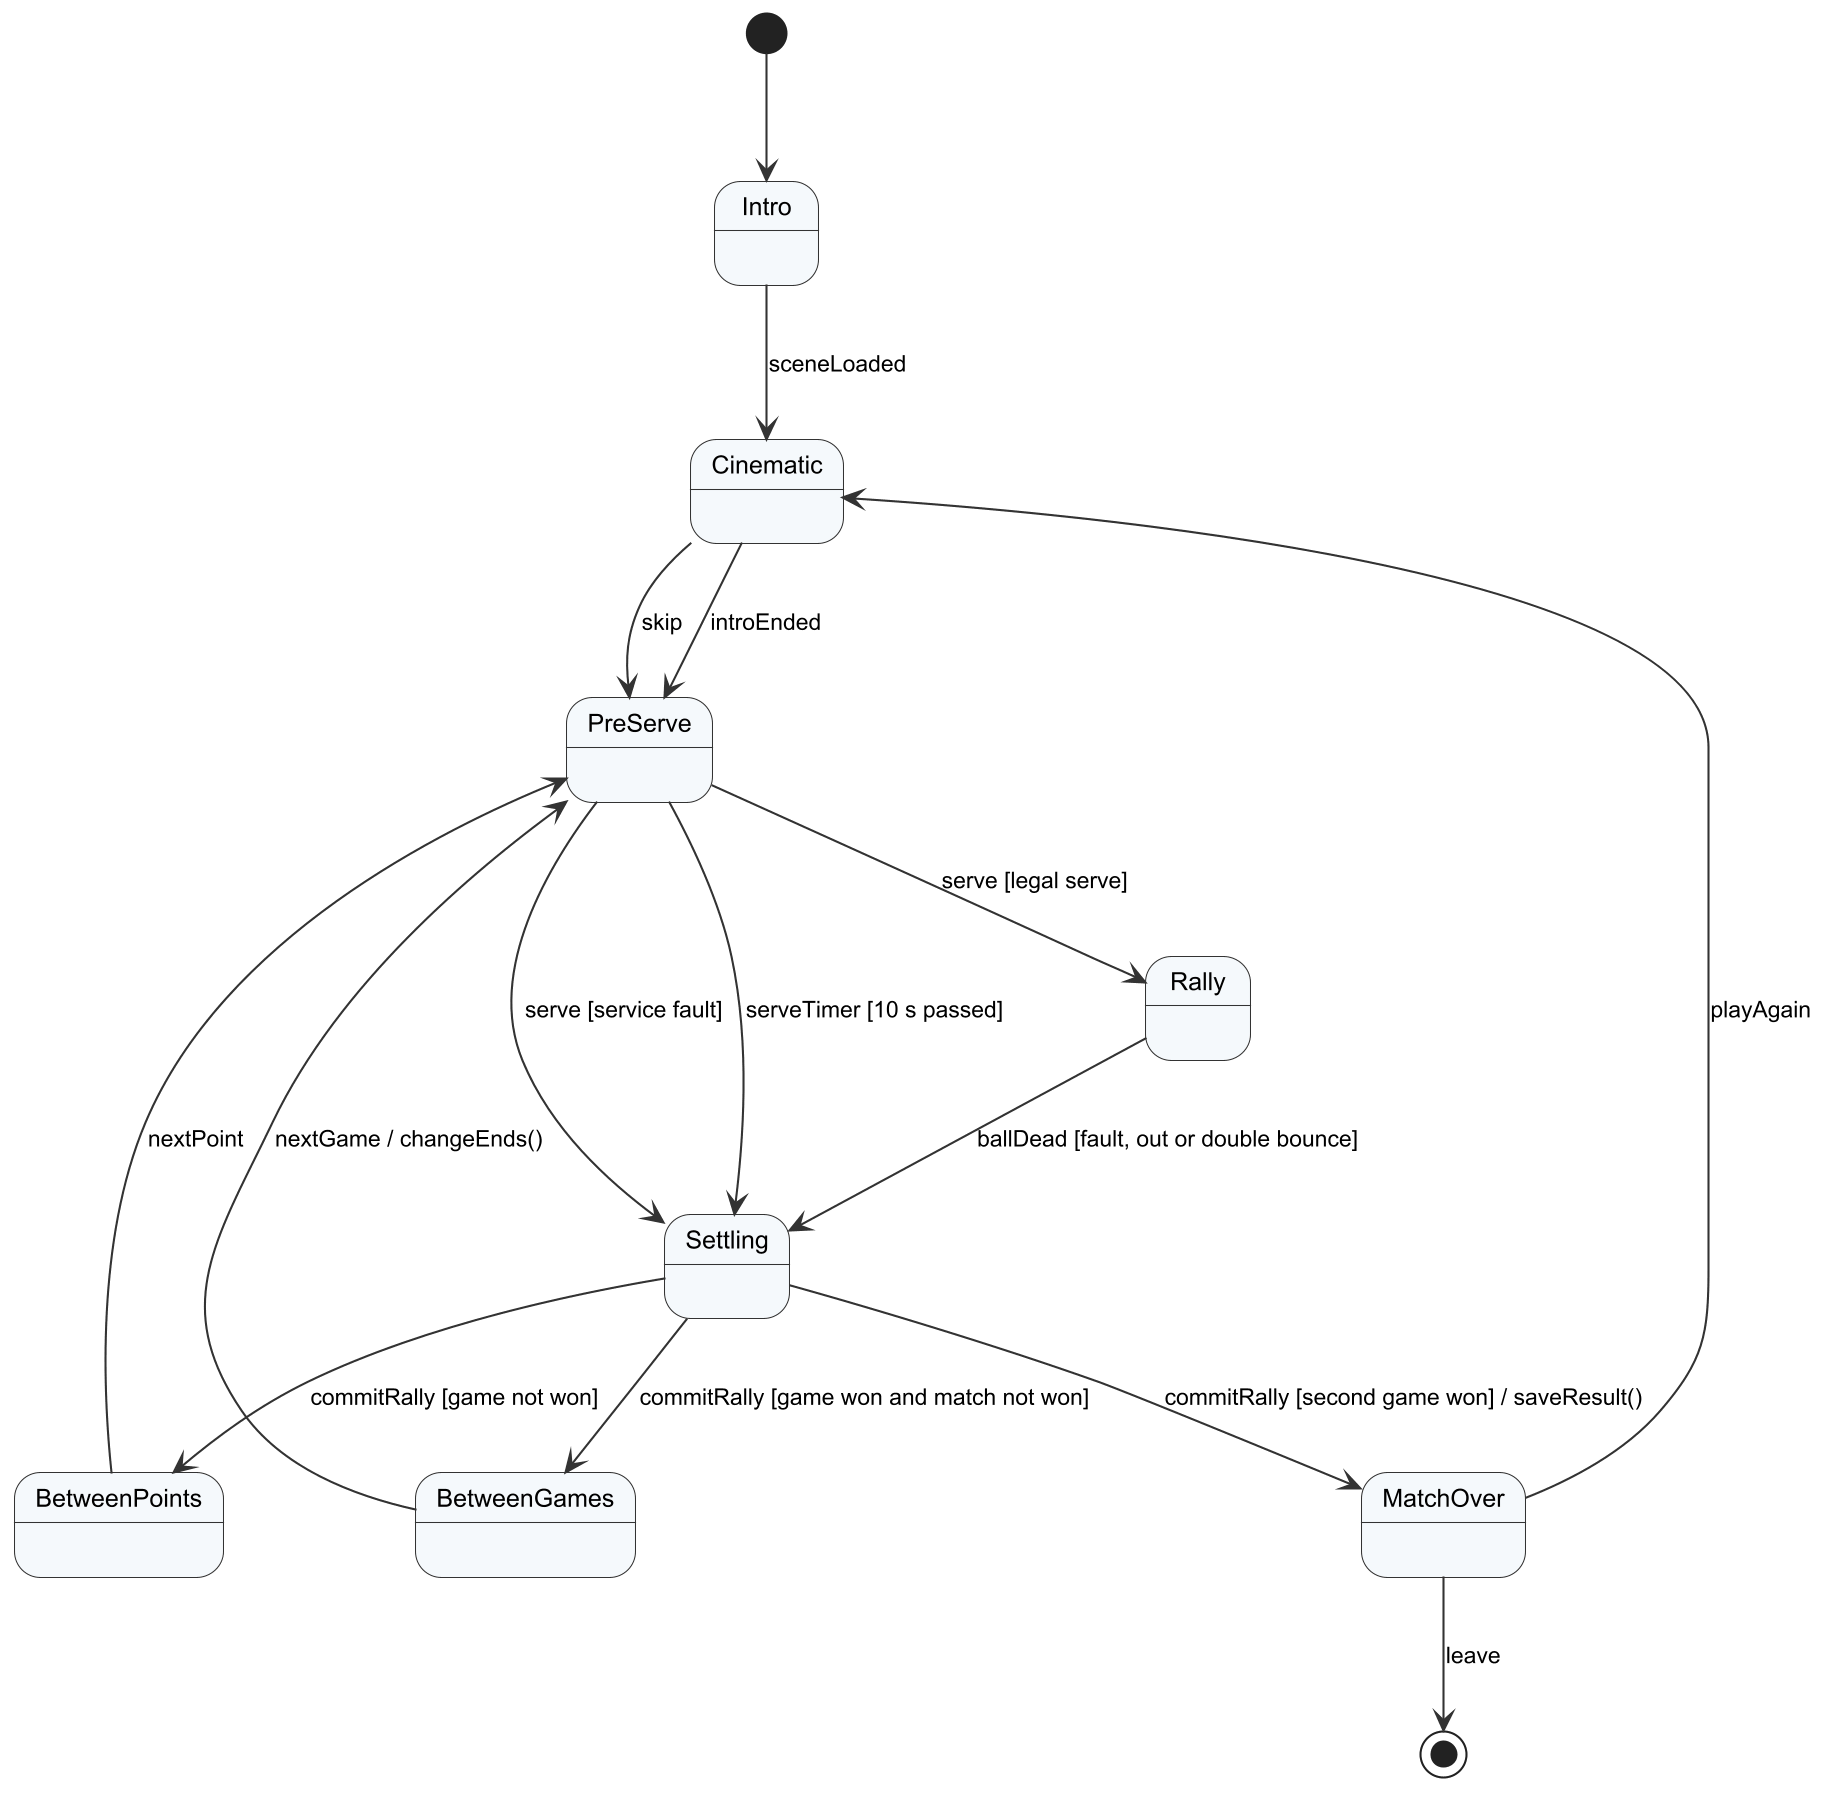 Intro
sceneLoaded
Cinematic
skip
introEnded
PreServe
serve [legal serve]
Rally
serve [service fault]
serveTimer [10 s passed]
playAgain
nextPoint
nextGame / changeEnds()
ballDead [fault, out or double bounce]
Settling
commitRally [game not won]
commitRally [game won and match not won]
commitRally [second game won] / saveResult()
BetweenPoints
BetweenGames
MatchOver
leave